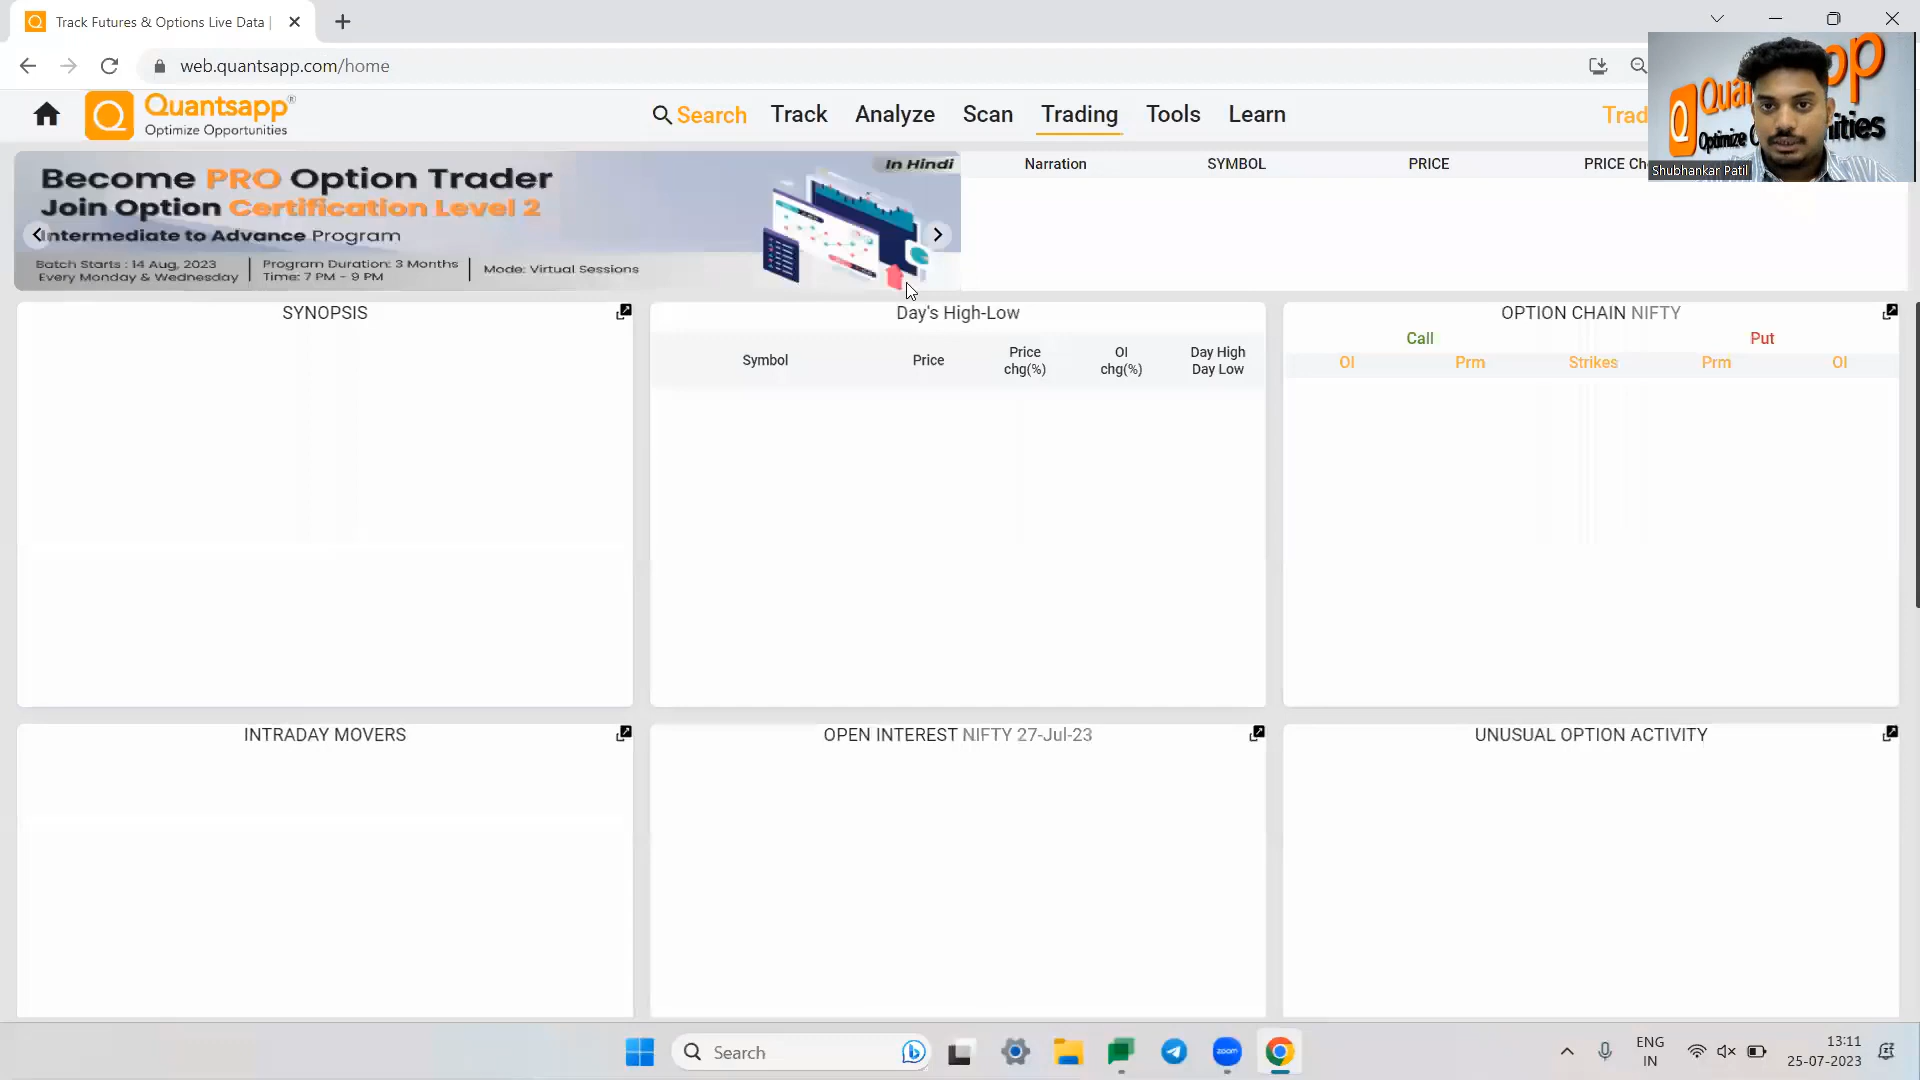 Track Futures & Options Live Data |
web.quantsapp.com/home
Quantsapp®
Optimize Opportunities
Search
Track
Analyze
Scan
Trading
Tools
Learn
Trad
Shubhankar Patil
In Hindi
Become PRO Option Trader
Join Option Certification Level 2
Intermediate to Advance Program
Batch Starts : 14 Aug, 2023
Every Monday & Wednesday
Program Duration: 3 Months
Time: 7 PM - 9 PM
Mode: Virtual Sessions
Narration
SYMBOL
PRICE
PRICE Ch
SYNOPSIS
Day's High-Low
Symbol
Price
Price
chg(%)
OI
chg(%)
Day High
Day Low
OPTION CHAIN NIFTY
Call
Put
OI
Prm
Strikes
Prm
OI
INTRADAY MOVERS
OPEN INTEREST NIFTY 27-Jul-23
UNUSUAL OPTION ACTIVITY
Search
zoom
ENG
IN
13:11
25-07-2023